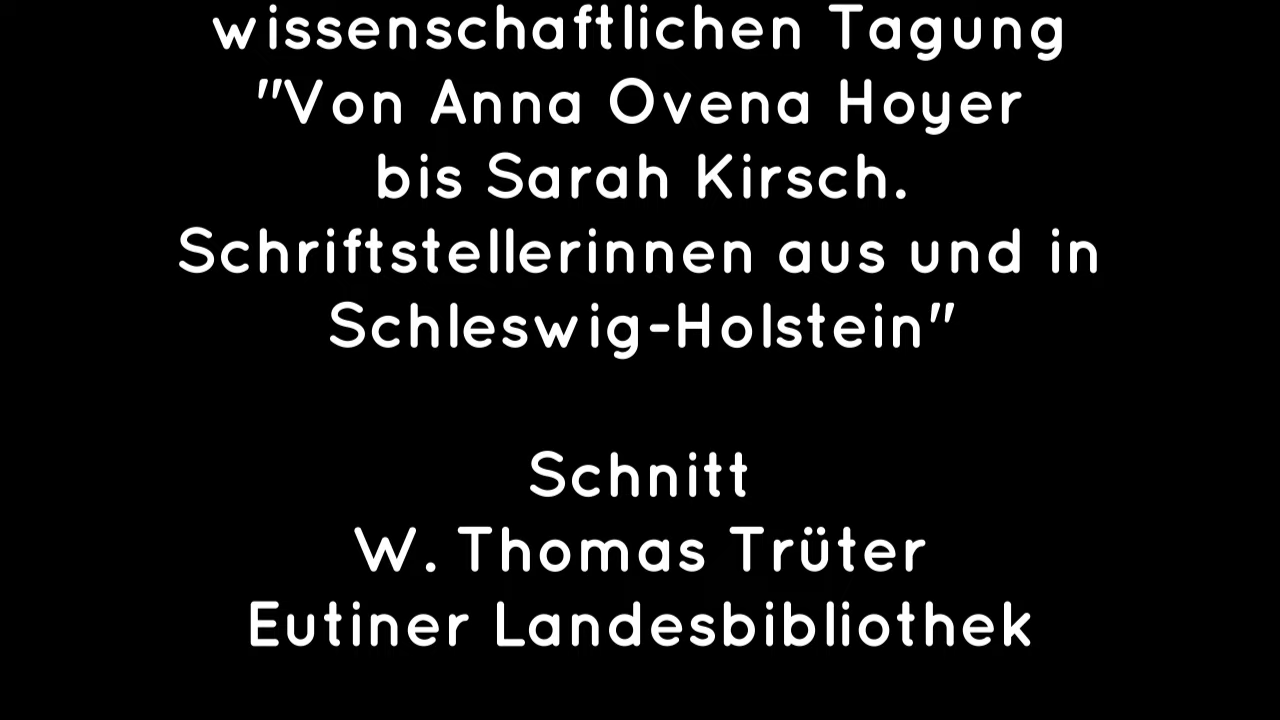 wissenschaftlichen Tagung
"Von Anna Ovena Hoyer
bis Sarah Kirsch.
Schriftstellerinnen aus und in
Schleswig-Holstein"
Schnitt
W. Thomas Trüter
Eutiner Landesbibliothek